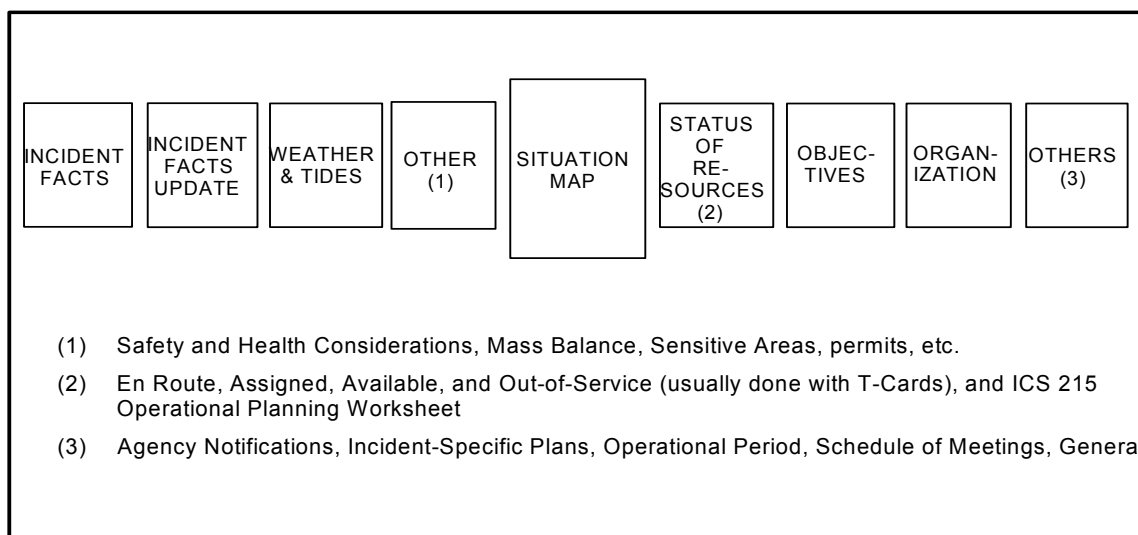 INCIDENT
FACTS
INCIDENT
FACTS
UPDATE
WEATHER
& TIDES
OTHER
(1)
SITUATION
MAP
STATUS
OF
RE-
SOURCES
(2)
OBJEC-
TIVES
ORGAN-
IZATION
OTHERS
(3)
(1) Safety and Health Considerations, Mass Balance, Sensitive Areas, permits, etc.
(2) En Route, Assigned, Available, and Out-of-Service (usually done with T-Cards), and ICS 215
Operational Planning Worksheet
(3) Agency Notifications, Incident-Specific Plans, Operational Period, Schedule of Meetings,